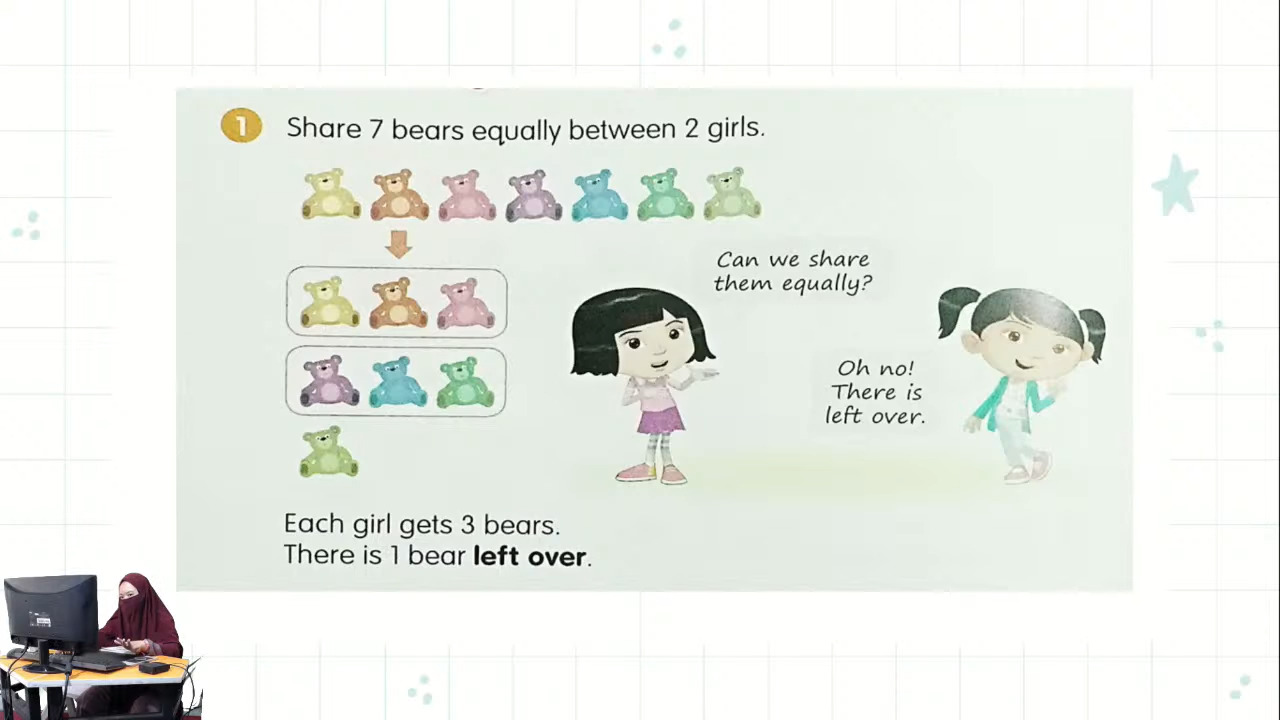 1 Share 7 bears equally between 2 girls.
Can we share
them equally?
Oh no!
There is
left over.
Each girl gets 3 bears.
There is 1 bear left over.